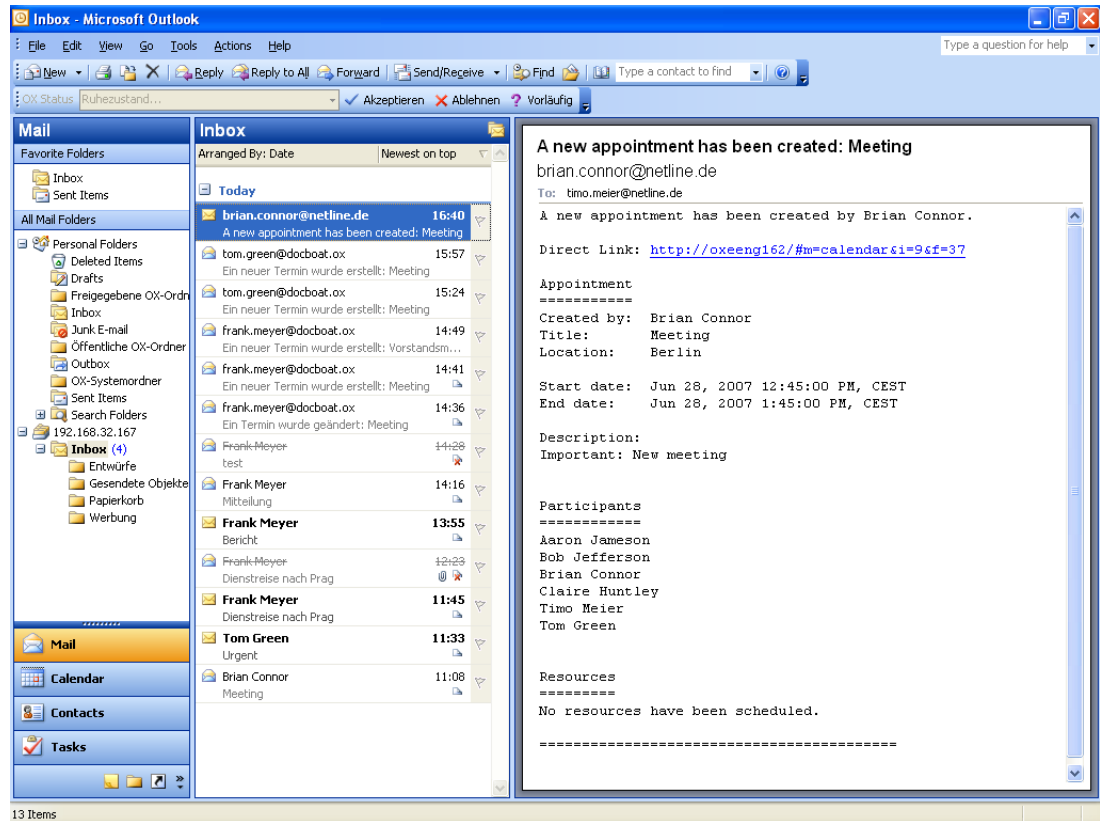 Inbox - Microsoft Outlook
File Edit View Go Tools Actions Help Type a question for help
New Reply Reply to All Forward Send/Receive Find Type a contact to find
OX Status Ruhezustand... Akzeptieren Ablehnen Vorläufig
Mail
Favorite Folders
Inbox
Sent Items
All Mail Folders
Personal Folders
Deleted Items
Drafts
Freigegebene OX-Ordn
Inbox
Junk E-mail
Öffentliche OX-Ordner
Outbox
OX-Systemordner
Sent Items
Search Folders
192.168.32.167
Inbox (4)
Entwürfe
Gesendete Objekte
Papierkorb
Werbung
Mail
Calendar
Contacts
Tasks
Inbox
Arranged By: Date Newest on top
Today
brian.connor@netline.de 16:40
A new appointment has been created: Meeting
tom.green@docboat.ox 15:57
Ein neuer Termin wurde erstellt: Meeting
tom.green@docboat.ox 15:24
Ein neuer Termin wurde erstellt: Meeting
frank.meyer@docboat.ox 14:49
Ein neuer Termin wurde erstellt: Vorstandsm...
frank.meyer@docboat.ox 14:41
Ein neuer Termin wurde erstellt: Meeting
frank.meyer@docboat.ox 14:36
Ein Termin wurde geändert: Meeting
Frank Meyer 14:28
test
Frank Meyer 14:16
Mitteilung
Frank Meyer 13:55
Bericht
Frank Meyer 12:23
Dienstreise nach Prag
Frank Meyer 11:45
Dienstreise nach Prag
Tom Green 11:33
Urgent
Brian Connor 11:08
Meeting
A new appointment has been created: Meeting
brian.connor@netline.de
To: timo.meier@netline.de
A new appointment has been created by Brian Connor.
Direct Link: http://oxeeng162/#m=calendar&i=9&f=37
Appointment
===========
Created by: Brian Connor
Title: Meeting
Location: Berlin
Start date: Jun 28, 2007 12:45:00 PM, CEST
End date: Jun 28, 2007 1:45:00 PM, CEST
Description:
Important: New meeting
Participants
============
Aaron Jameson
Bob Jefferson
Brian Connor
Claire Huntley
Timo Meier
Tom Green
Resources
=========
No resources have been scheduled.
==========================================
13 Items